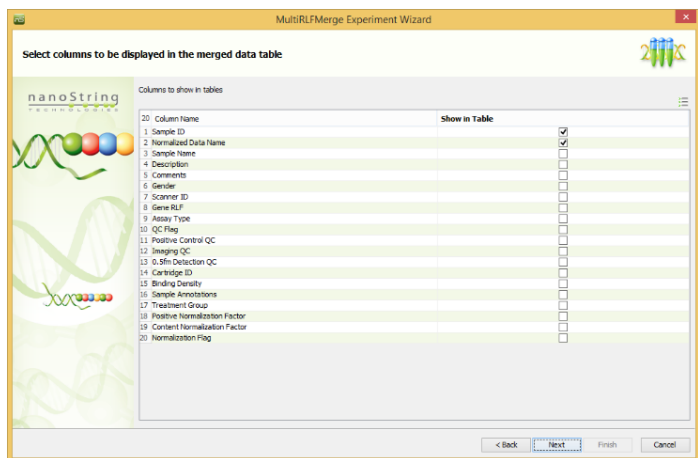 MultiRLFMerge Experiment Wizard
Select columns to be displayed in the merged data table
nanoString
TECHNOLOGIES
Columns to show in tables
20 Column Name Show in Table
1 Sample ID
2 Normalized Data Name
3 Sample Name
4 Description
5 Comments
6 Gender
7 Scanner ID
8 Gene RLF
9 Assay Type
10 QC Flag
11 Positive Control QC
12 Imaging QC
13 0.5fm Detection QC
14 Cartridge ID
15 Binding Density
16 Sample Annotations
17 Treatment Group
18 Positive Normalization Factor
19 Content Normalization Factor
20 Normalization Flag
< Back Next Finish Cancel